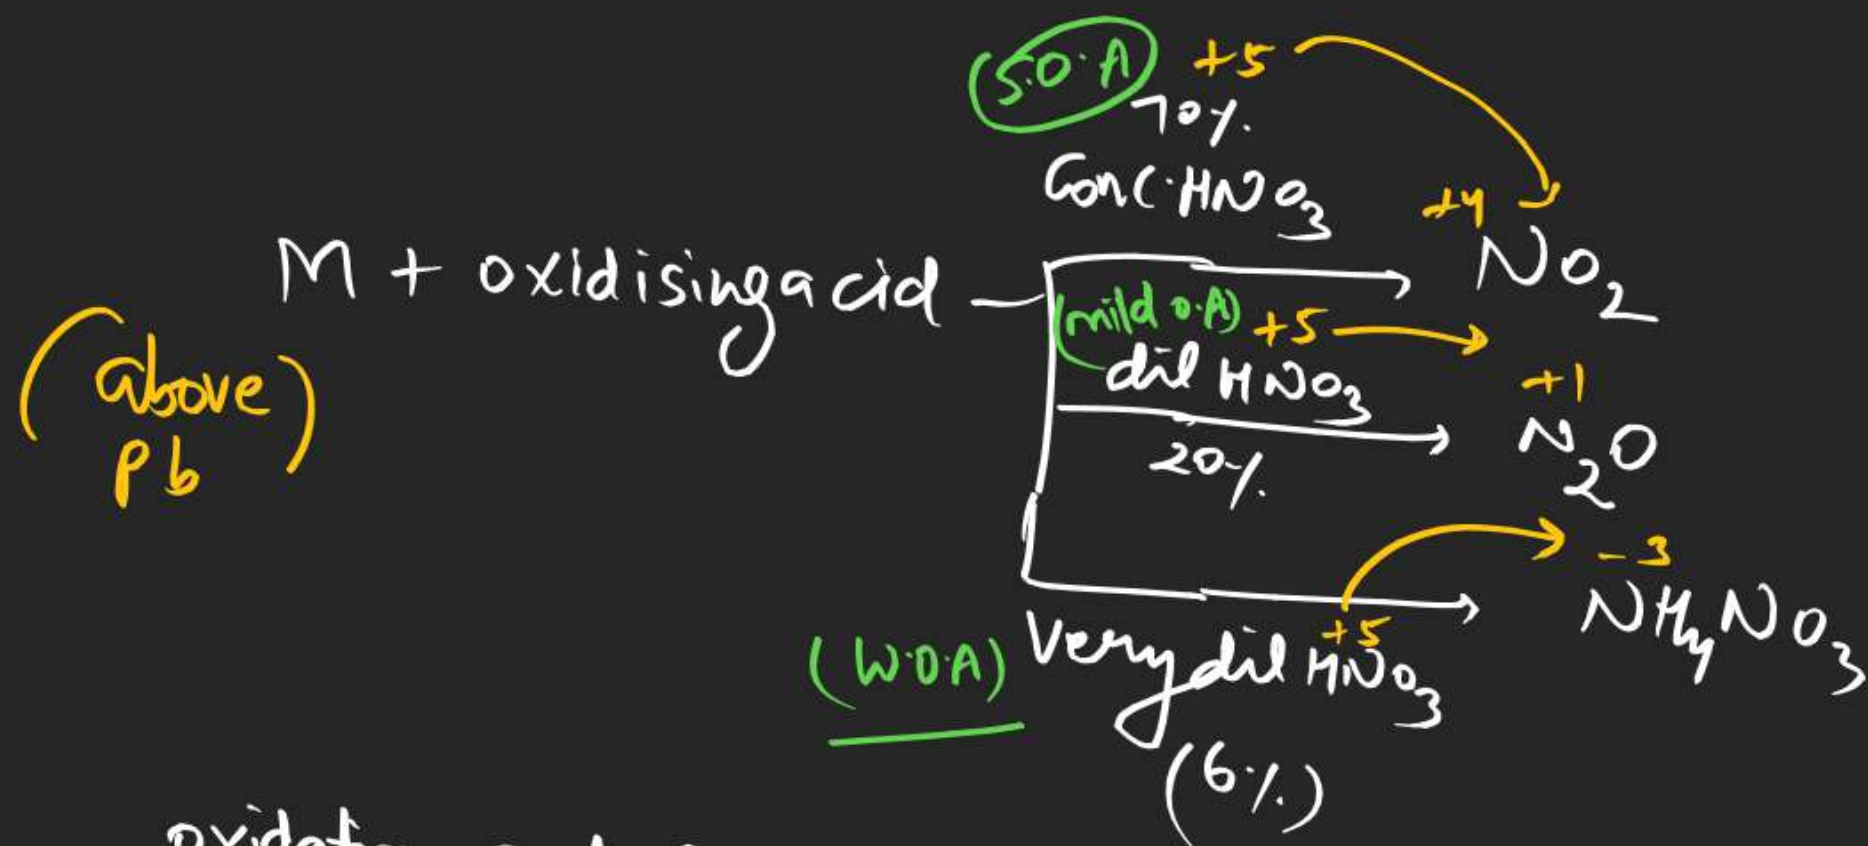 (S.O.A) +5
70%.
Conc. HNO3
+4
NO2
M + oxidising acid
(mild O.A) +5
dil HNO3
20%.
+1
N2O
(above
Pb)
-3
NH4NO3
(W.O.A) Very dil HNO3
+5
(6%.)